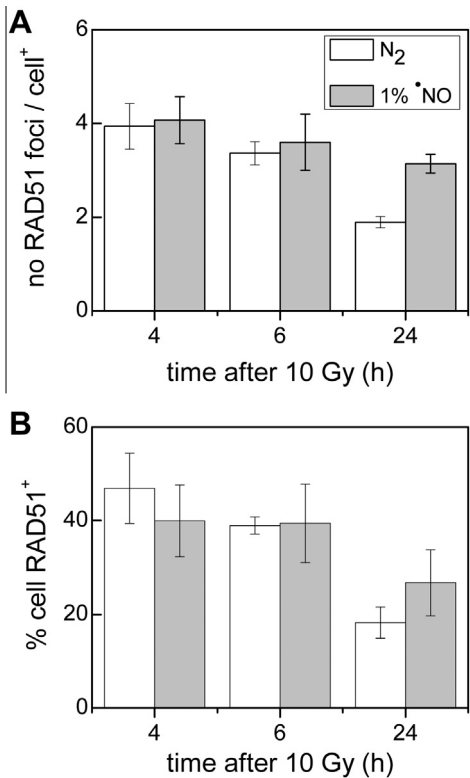 A
no RAD51 foci / cell⁺
6
4
2
0
N₂
1% •NO
4 6 24
time after 10 Gy (h)
B
% cell RAD51⁺
60
40
20
0
4 6 24
time after 10 Gy (h)